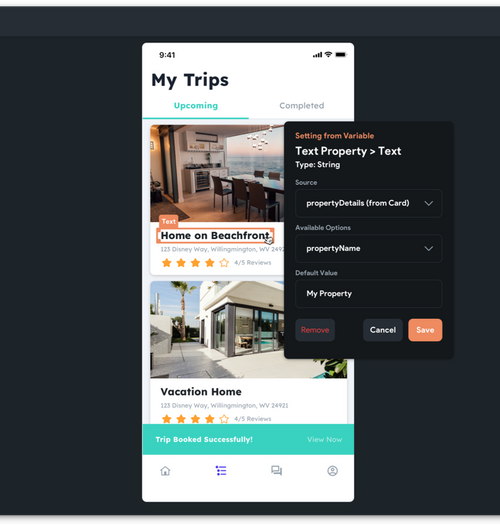 9:41
My Trips
Upcoming
Completed
Text
Home on Beachfront
123 Disney Way, Willingmington, WV 2492
4/5 Reviews
Vacation Home
123 Disney Way, Willingmington, WV 24921
4/5 Reviews
Trip Booked Successfully!
View Now
Setting from Variable
Text Property > Text
Type: String
Source
propertyDetails (from Card)
Available Options
propertyName
Default Value
My Property
Remove
Cancel
Save